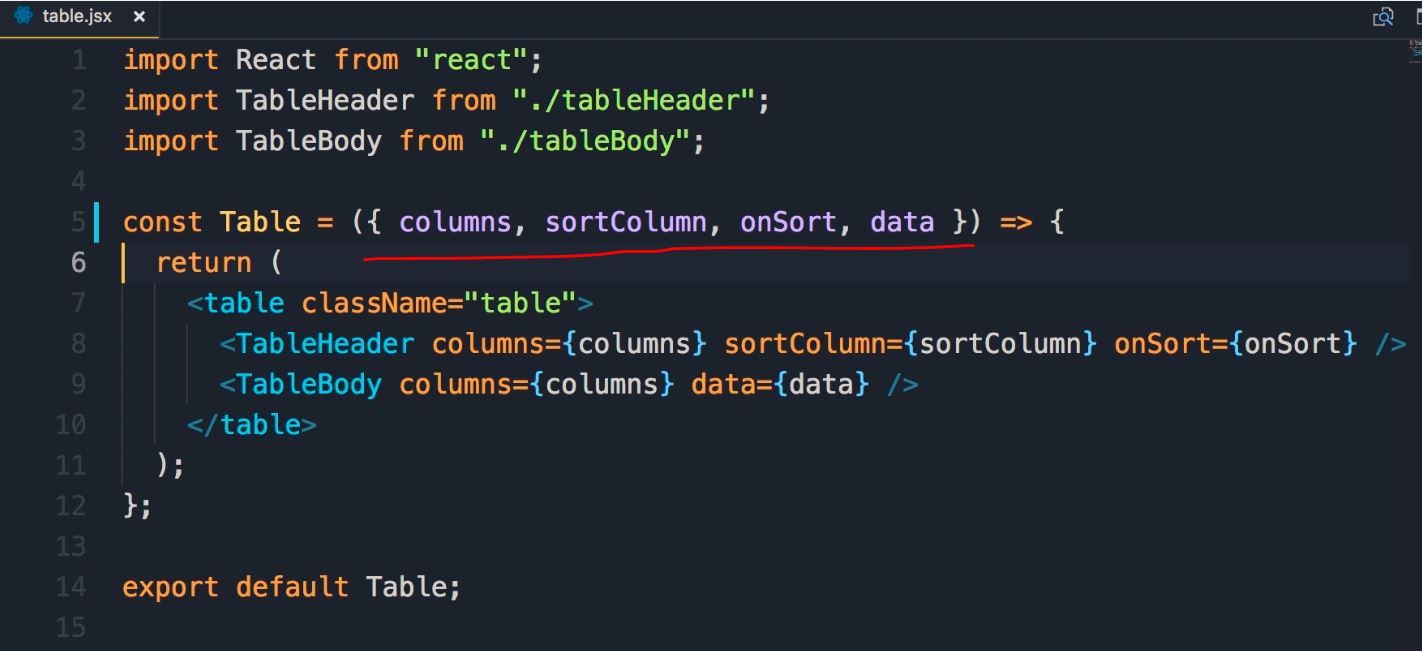 table.jsx ×
1 import React from "react";
2 import TableHeader from "./tableHeader";
3 import TableBody from "./tableBody";
4
5 const Table = ({ columns, sortColumn, onSort, data }) => {
6   return (
7     <table className="table">
8       <TableHeader columns={columns} sortColumn={sortColumn} onSort={onSort} />
9       <TableBody columns={columns} data={data} />
10     </table>
11   );
12 };
13
14 export default Table;
15